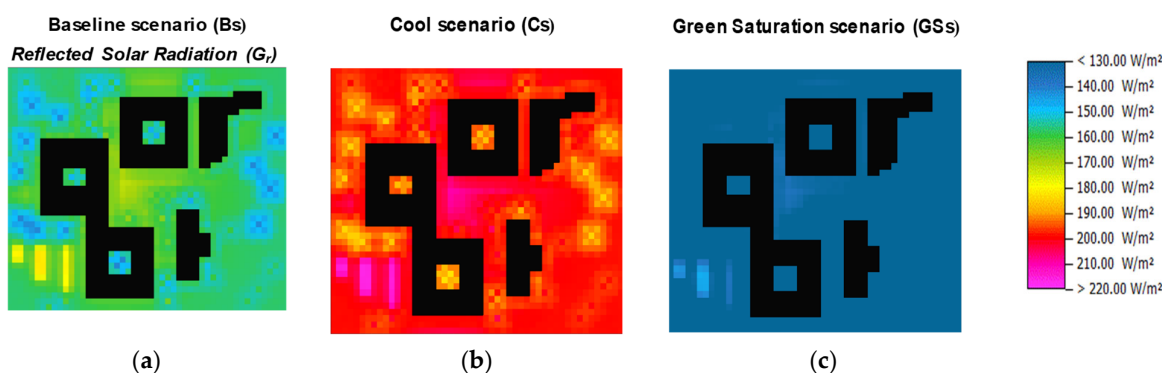 Baseline scenario (Bs)
Reflected Solar Radiation (Gr)
Cool scenario (Cs)
Green Saturation scenario (GSs)
< 130.00 W/m²
140.00 W/m²
150.00 W/m²
160.00 W/m²
170.00 W/m²
180.00 W/m²
190.00 W/m²
200.00 W/m²
210.00 W/m²
> 220.00 W/m²
(a)
(b)
(c)